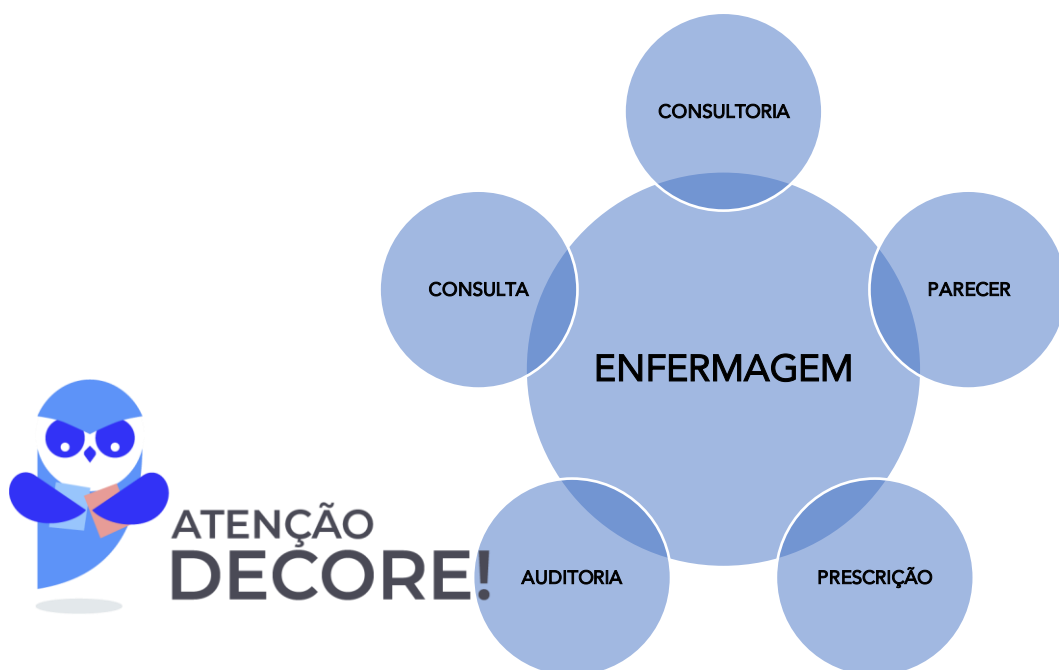 CONSULTORIA
CONSULTA
PARECER
ENFERMAGEM
ATENÇÃO
DECORE!
AUDITORIA
PRESCRIÇÃO